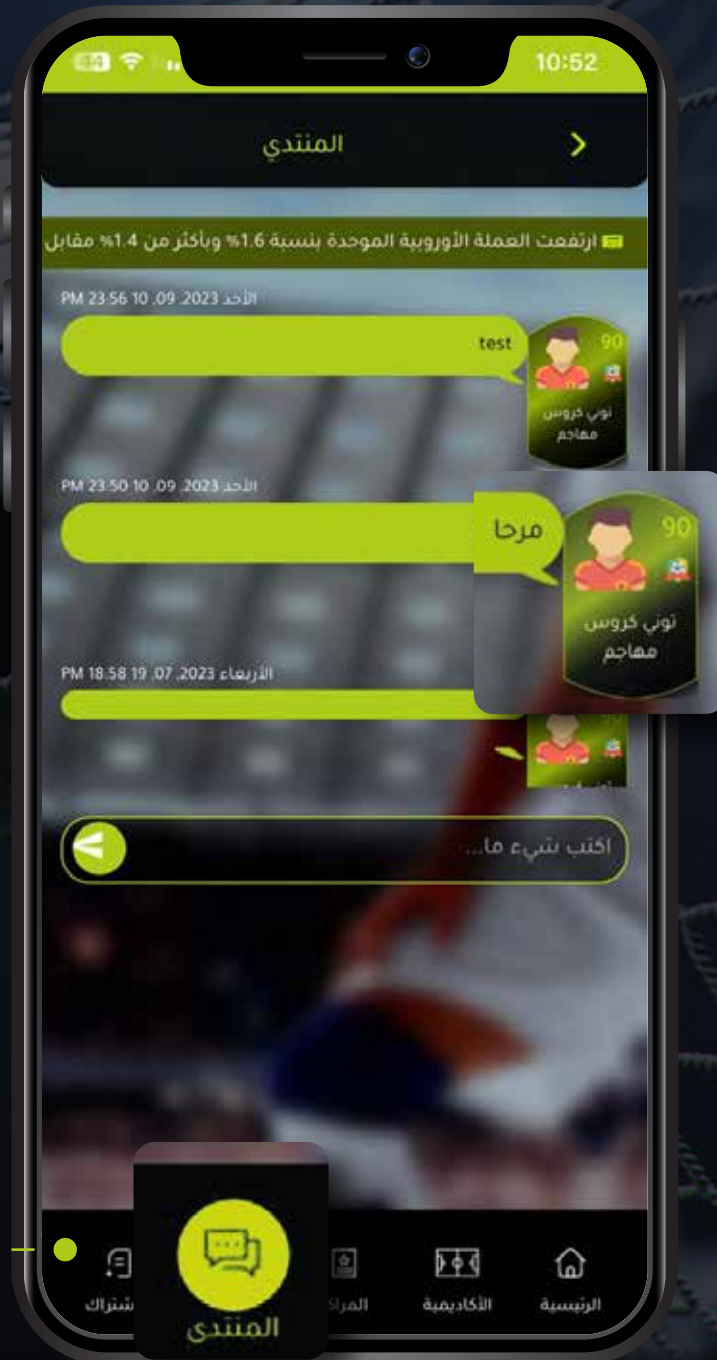 44
10:52
المنتدي
ارتفعت العملة الأوروبية الموحدة بنسبة 1.6% وبأكثر من 1.4% مقابل
الأحد 2023, 09, 10 23:56 PM
test
90
توني كروس
مهاجم
الأحد 2023, 09, 10 23:50 PM
مرحا
90
توني كروس
مهاجم
الأربعاء 2023, 07, 19 18:58 PM
اكتب شيء ما...
الرئيسية
الأكاديمية
المنتدى